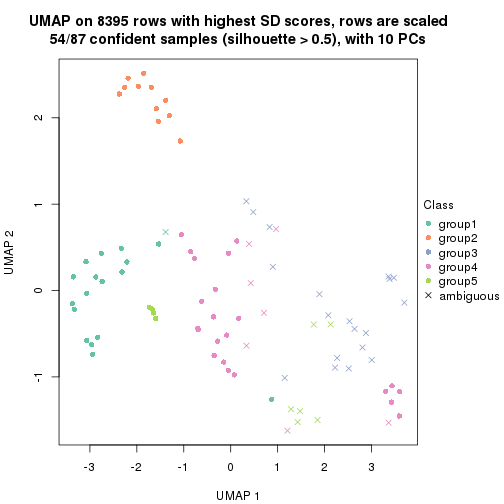 UMAP on 8395 rows with highest SD scores, rows are scaled
54/87 confident samples (silhouette > 0.5), with 10 PCs
UMAP 2
2
1
0
-1
-3
-2
-1
0
1
2
3
UMAP 1
Class
group1
group2
group3
group4
group5
ambiguous